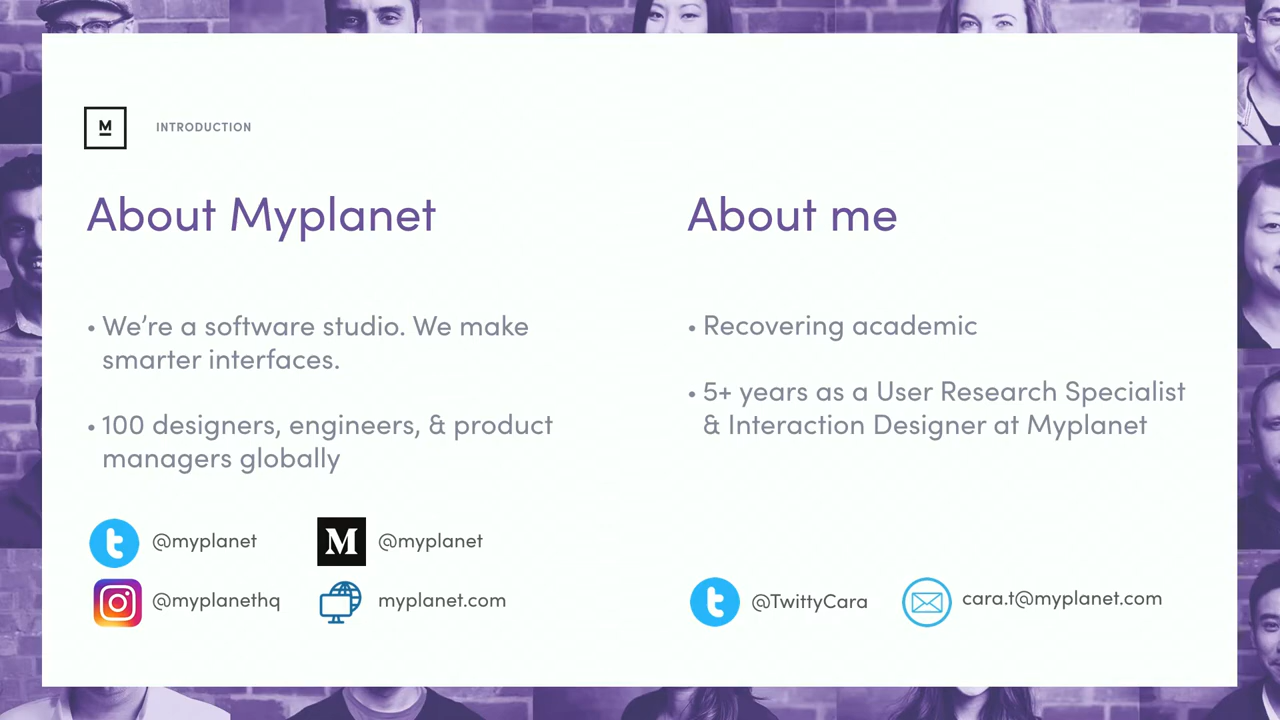 M
INTRODUCTION
About Myplanet
• We’re a software studio. We make
smarter interfaces.
• 100 designers, engineers, & product
managers globally
@myplanet
M
@myplanet
@myplanethq
myplanet.com
About me
• Recovering academic
• 5+ years as a User Research Specialist
& Interaction Designer at Myplanet
@TwittyCara
cara.t@myplanet.com